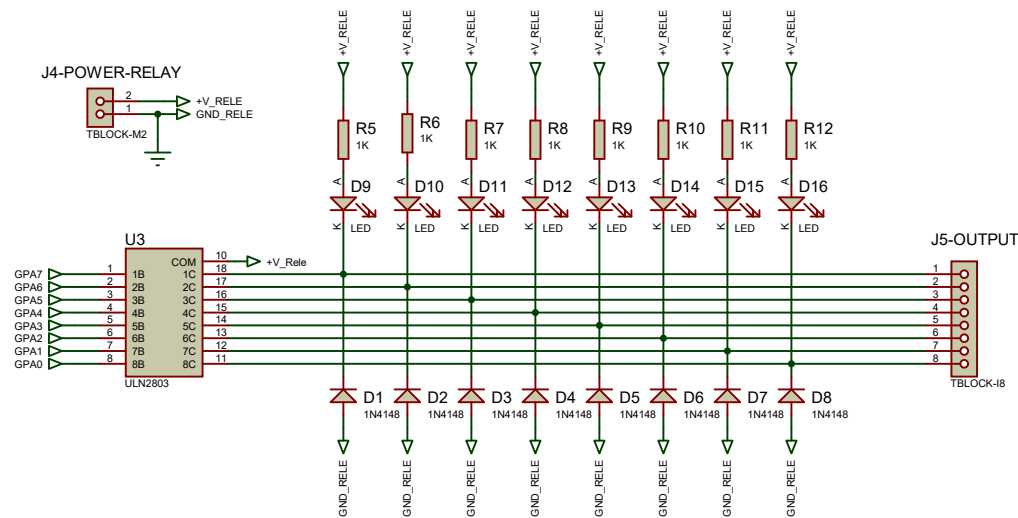 +V_RELE +V_RELE +V_RELE +V_RELE +V_RELE +V_RELE +V_RELE +V_RELE
J4-POWER-RELAY
2 +V_RELE
1 GND_RELE
TBLOCK-M2
R5 R6 R7 R8 R9 R10 R11 R12
1K 1K 1K 1K 1K 1K 1K 1K
A A A A A A A A
D9 D10 D11 D12 D13 D14 D15 D16
K K K K K K K K
LED LED LED LED LED LED LED LED
U3
J5-OUTPUT
COM 10 +V_Rele
GPA7 1 1B 1C 18 1
GPA6 2 2B 2C 17 2
GPA5 3 3B 3C 16 3
GPA4 4 4B 4C 15 4
GPA3 5 5B 5C 14 5
GPA2 6 6B 6C 13 6
GPA1 7 7B 7C 12 7
GPA0 8 8B 8C 11 8
ULN2803
TBLOCK-I8
D1 D2 D3 D4 D5 D6 D7 D8
1N4148 1N4148 1N4148 1N4148 1N4148 1N4148 1N4148 1N4148
GND_RELE GND_RELE GND_RELE GND_RELE GND_RELE GND_RELE GND_RELE GND_RELE